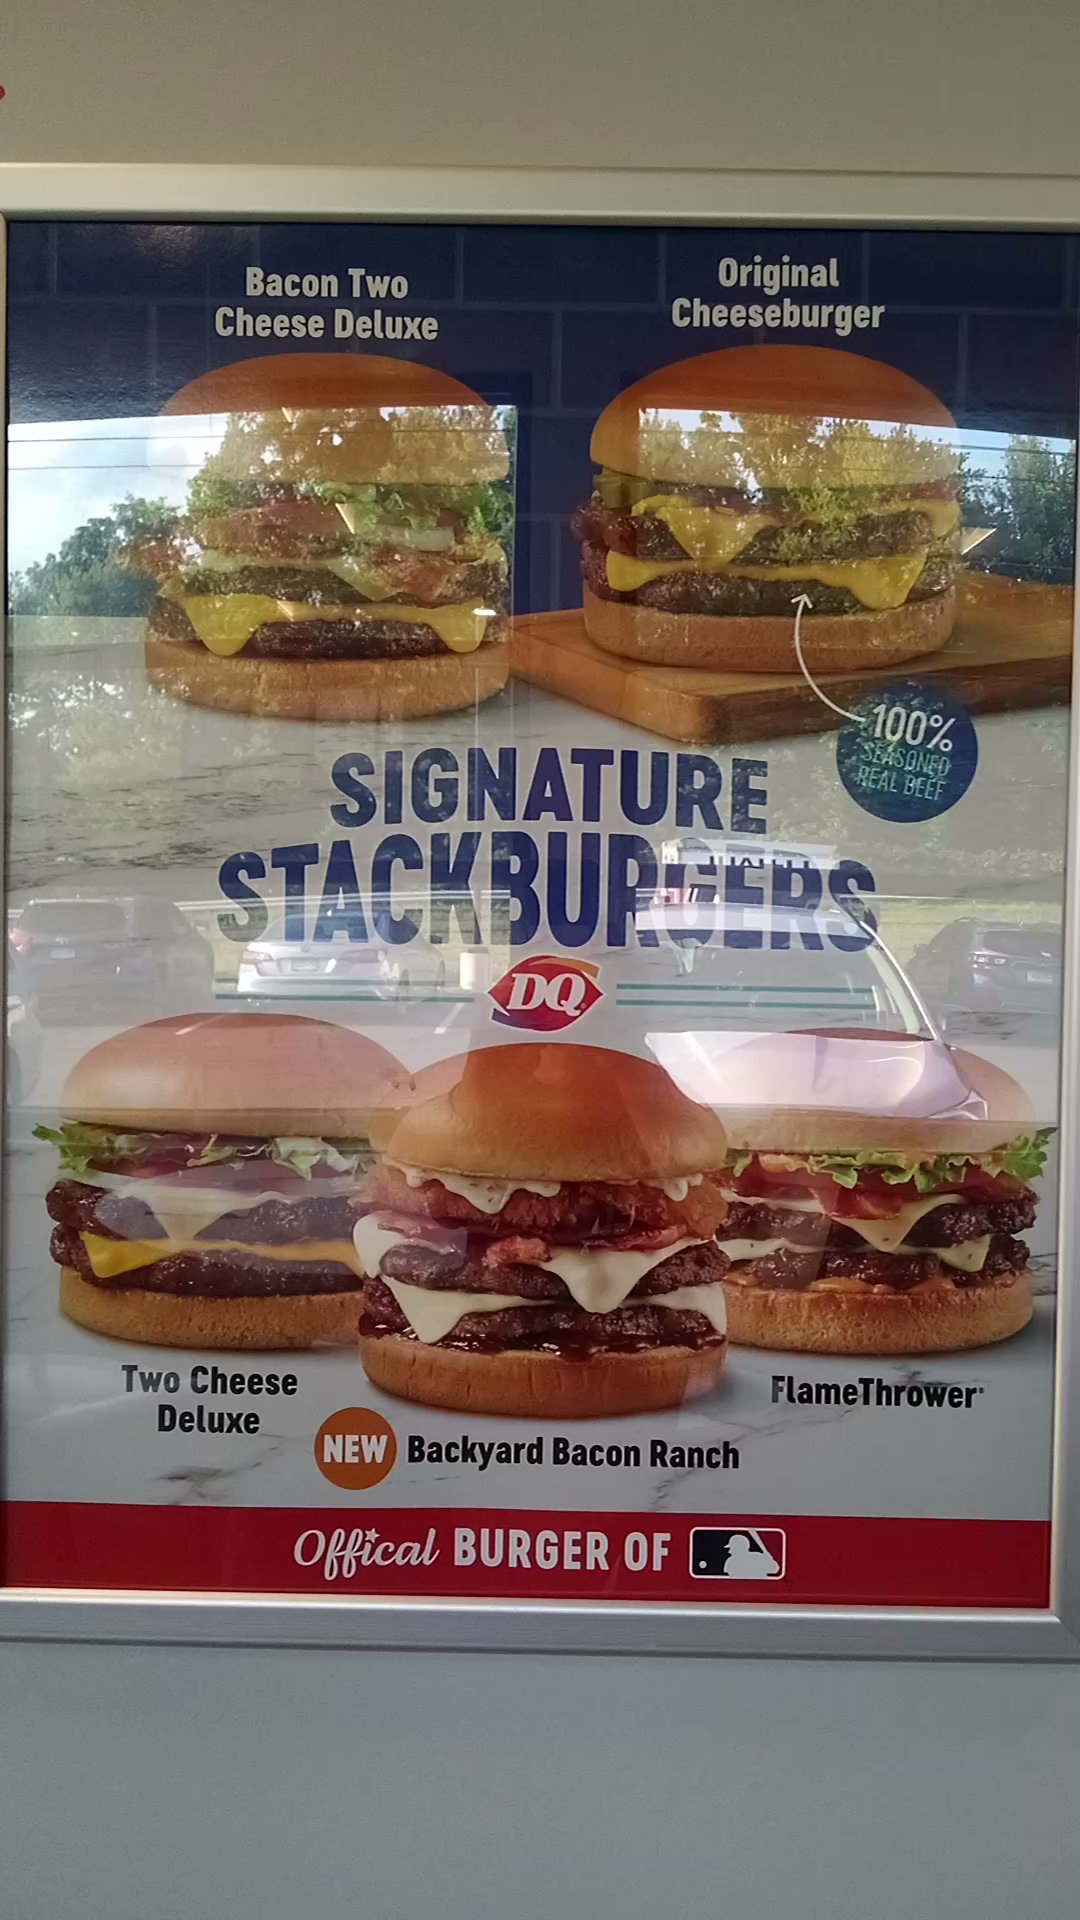 Bacon Two
Cheese Deluxe
Original
Cheeseburger
100%
SEASONED
REAL BEEF
SIGNATURE
STACKBURGERS
DQ
Two Cheese
Deluxe
FlameThrower®
NEW Backyard Bacon Ranch
Offical BURGER OF